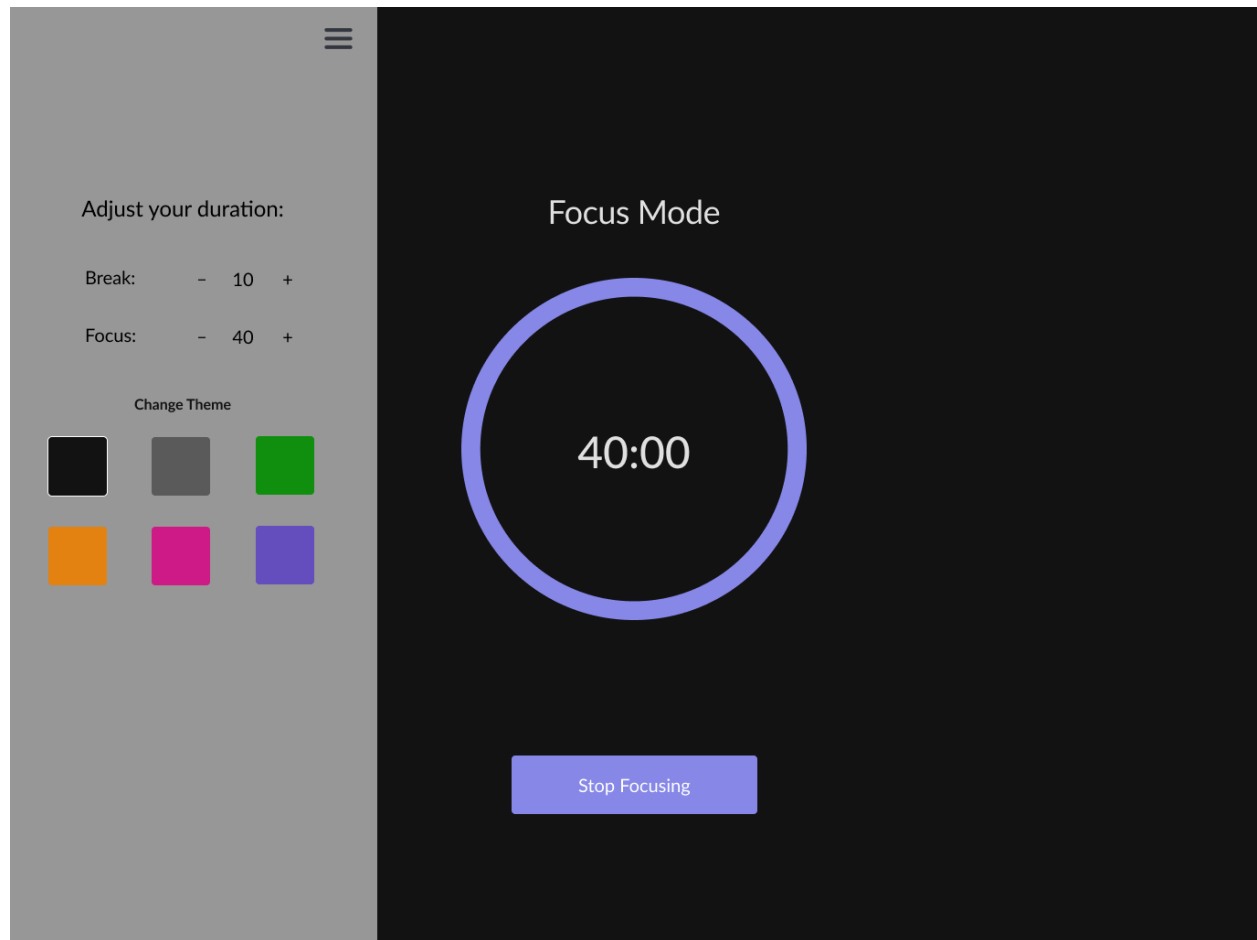 Adjust your duration:
Break: – 10 +
Focus: – 40 +
Change Theme
Focus Mode
40:00
Stop Focusing